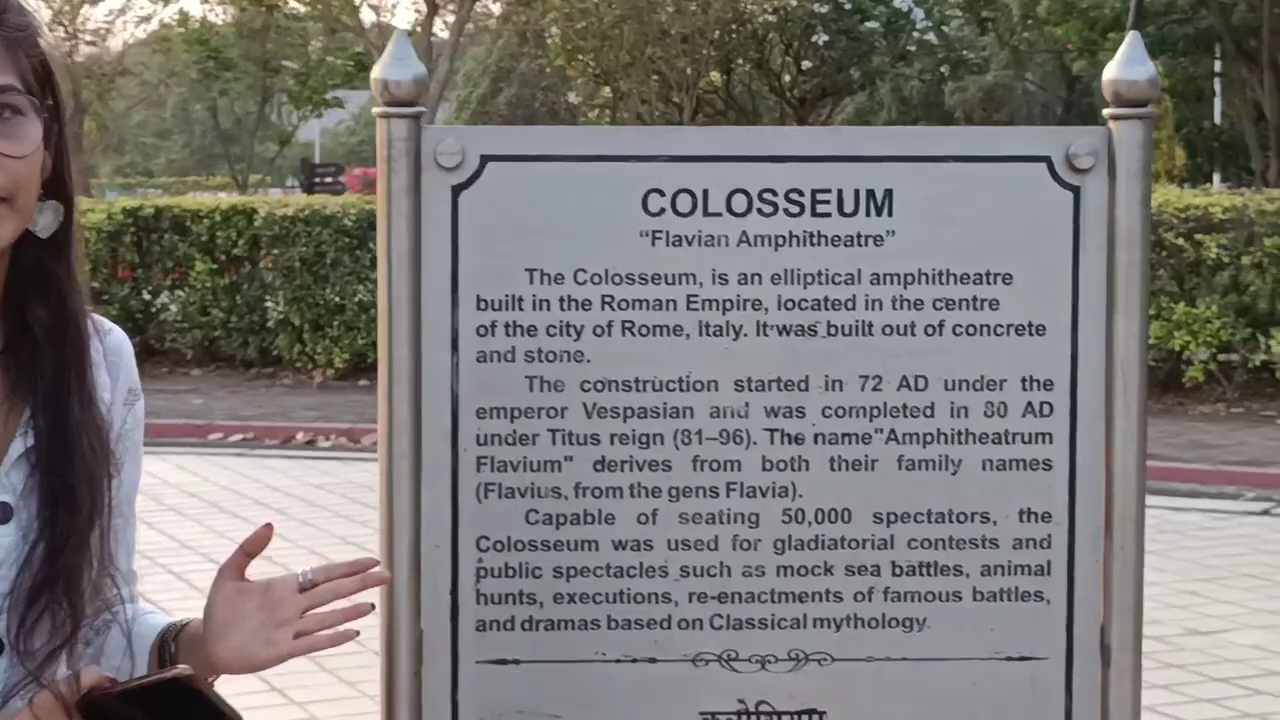 COLOSSEUM
“Flavian Amphitheatre”
The Colosseum, is an elliptical amphitheatre
built in the Roman Empire, located in the centre
of the city of Rome, Italy. It was built out of concrete
and stone.
The construction started in 72 AD under the
emperor Vespasian and was completed in 80 AD
under Titus reign (81–96). The name"Amphitheatrum
Flavium" derives from both their family names
(Flavius, from the gens Flavia).
Capable of seating 50,000 spectators, the
Colosseum was used for gladiatorial contests and
public spectacles such as mock sea battles, animal
hunts, executions, re-enactments of famous battles,
and dramas based on Classical mythology.